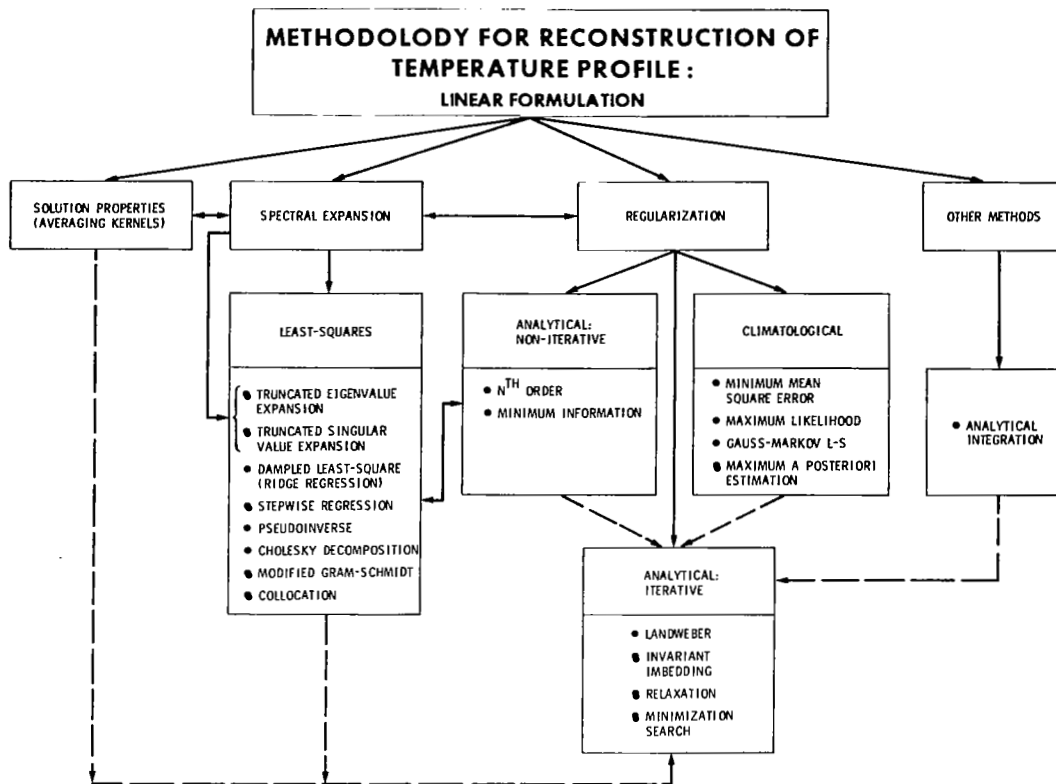 METHODOLODY FOR RECONSTRUCTION OF
TEMPERATURE PROFILE :
LINEAR FORMULATION
SOLUTION PROPERTIES
(AVERAGING KERNELS)
SPECTRAL EXPANSION
REGULARIZATION
OTHER METHODS
LEAST-SQUARES
• TRUNCATED EIGENVALUE
EXPANSION
• TRUNCATED SINGULAR
VALUE EXPANSION
• DAMPLED LEAST-SQUARE
(RIDGE REGRESSION)
• STEPWISE REGRESSION
• PSEUDOINVERSE
• CHOLESKY DECOMPOSITION
• MODIFIED GRAM-SCHMIDT
• COLLOCATION
ANALYTICAL:
NON-ITERATIVE
• NTH ORDER
• MINIMUM INFORMATION
CLIMATOLOGICAL
• MINIMUM MEAN
SQUARE ERROR
• MAXIMUM LIKELIHOOD
• GAUSS-MARKOV L-S
• MAXIMUM A POSTERIORI
ESTIMATION
• ANALYTICAL
INTEGRATION
ANALYTICAL:
ITERATIVE
• LANDWEBER
• INVARIANT
IMBEDDING
• RELAXATION
• MINIMIZATION
SEARCH